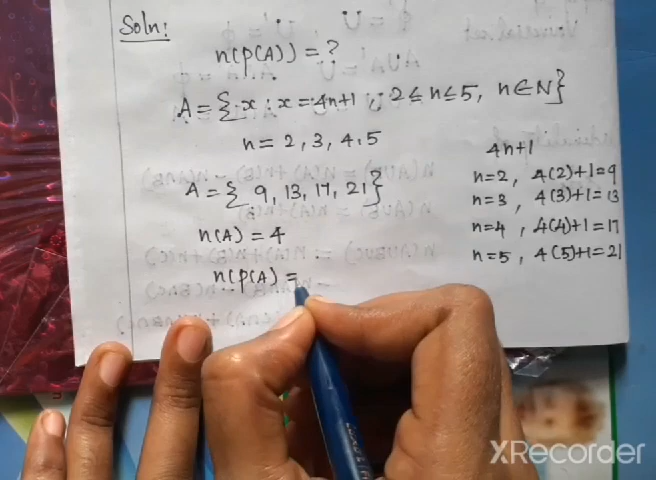 Soln:
n(P(A)) = ?
A = { x : x = 4n+1 , 2 ≤ n ≤ 5, n ∈ N }
n = 2, 3, 4, 5
A = { 9, 13, 17, 21 }
n(A) = 4
n(P(A) =
4n+1
n=2, 4(2)+1=9
n=3, 4(3)+1=13
n=4, 4(4)+1=17
n=5, 4(5)+1=21
XRecorder